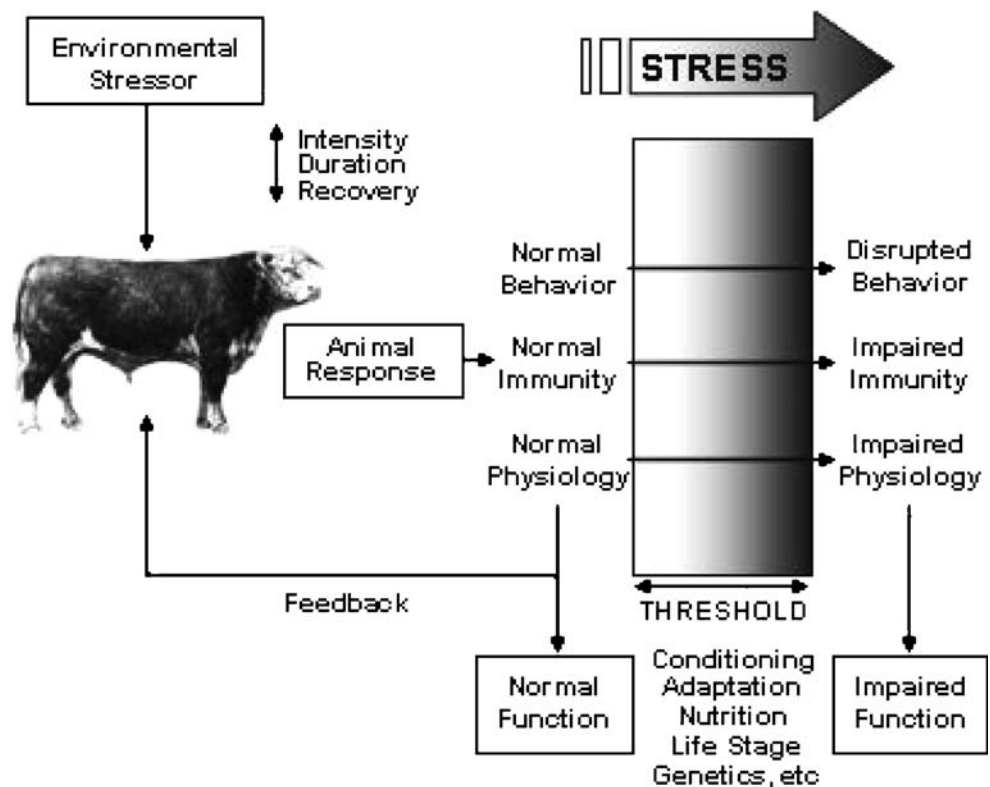 Environmental
Stressor
STRESS
Intensity
Duration
Recovery
Normal
Behavior
Disrupted
Behavior
Animal
Response
Normal
Immunity
Impaired
Immunity
Normal
Physiology
Impaired
Physiology
Feedback
THRESHOLD
Normal
Function
Conditioning
Adaptation
Nutrition
Life Stage
Genetics, etc
Impaired
Function